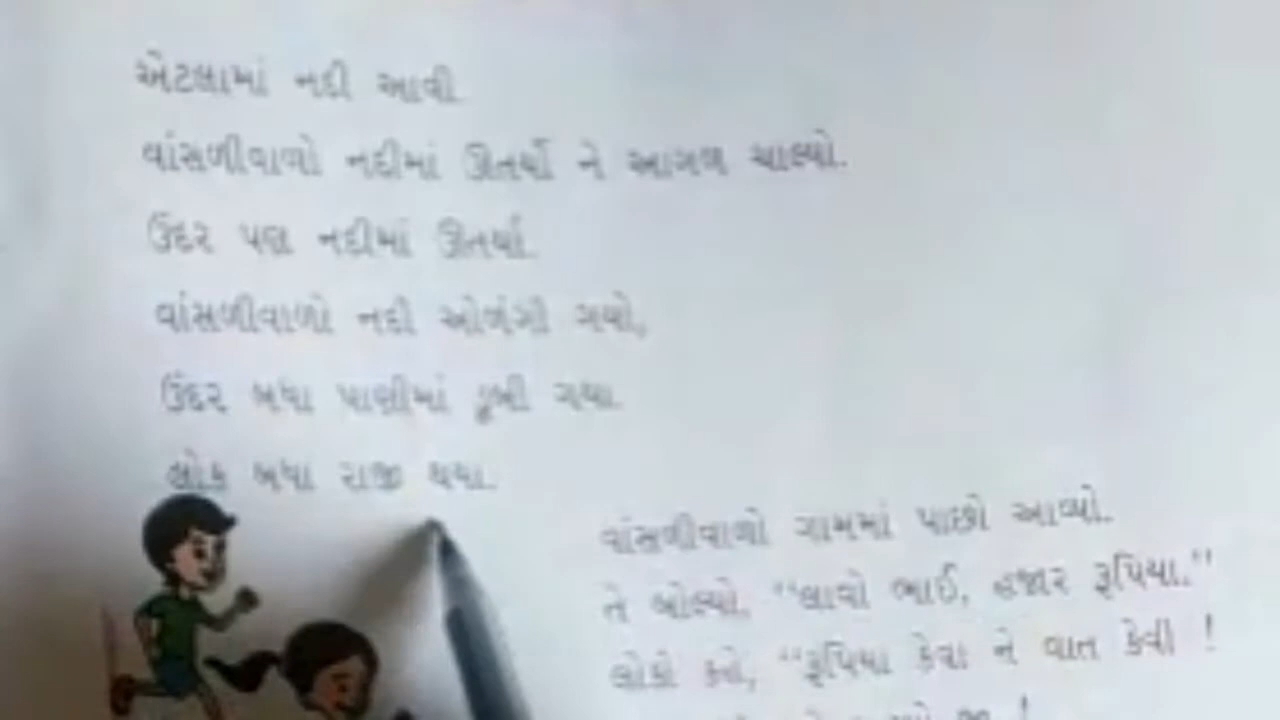 એટલામાં નદી આવી.
વાંસળીવાળો નદીમાં ઊતર્યો ને આગળ ચાલ્યો.
ઉંદર પણ નદીમાં ઊતર્યા.
વાંસળીવાળો નદી ઓળંગી ગયો,
ઉંદર બધા પાણીમાં ડૂબી ગયા.
લોક બધા રાજી થયા.
વાંસળીવાળો ગામમાં પાછો આવ્યો.
તે બોલ્યો, “લાવો ભાઈ, હજાર રૂપિયા.”
લોકો કહે, “રૂપિયા કેવા ને વાત કેવી !